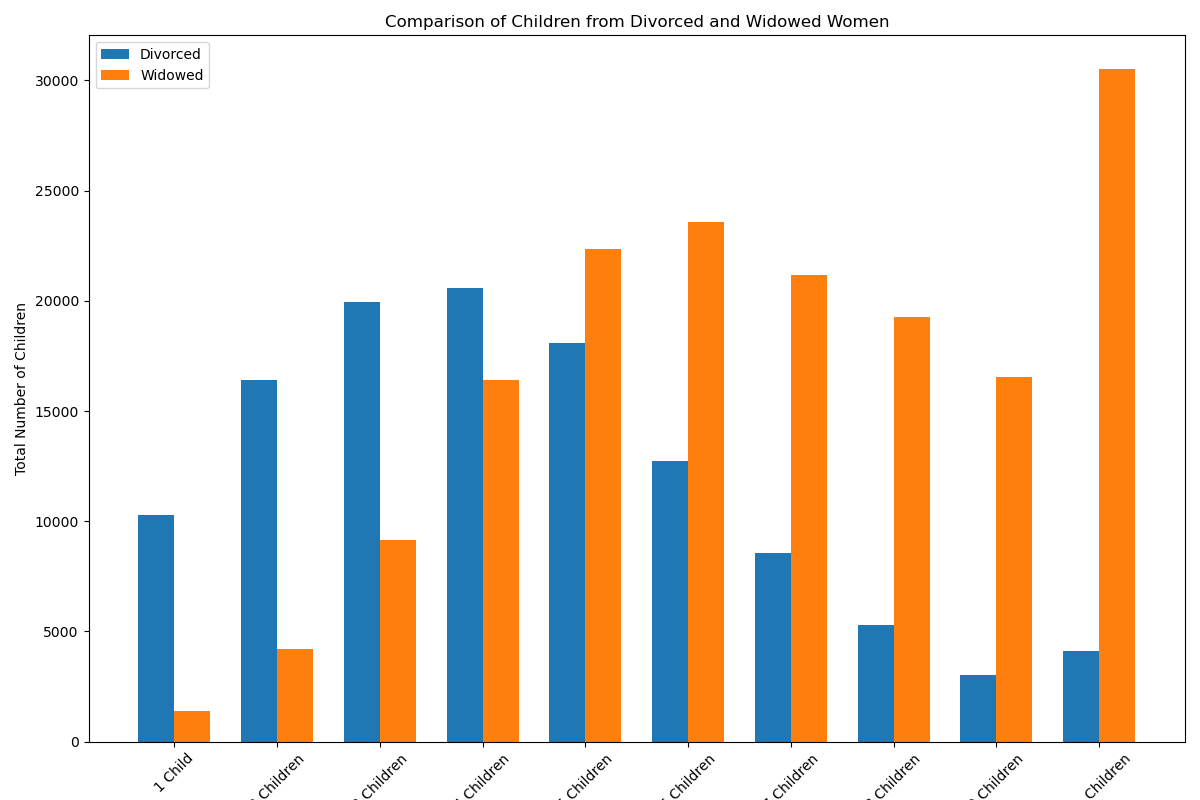 Comparison of Children from Divorced and Widowed Women
Divorced
Widowed
Total Number of Children
30000
25000
20000
15000
10000
5000
0
1 Child
Children
Children
Children
Children
Children
Children
Children
Children
Children